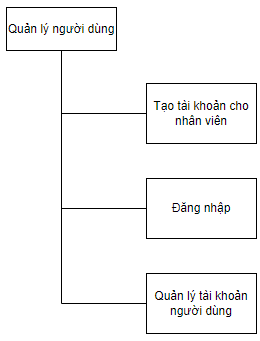 Quản lý người dùng
Tạo tài khoản cho
nhân viên
Đăng nhập
Quản lý tài khoản
người dùng